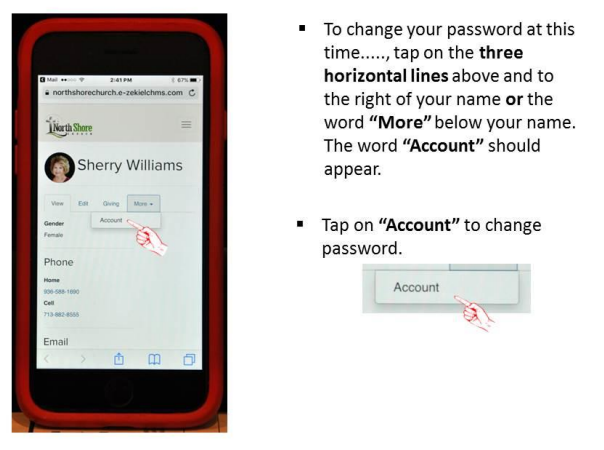 Mail
2:41 PM
67%
northshorechurch.e-zekielchms.com
North Shore
Sherry Williams
View Edit Giving More
Account
Gender
Female
Phone
Home
936-588-1890
Cell
713-882-8555
Email
▪ To change your password at this
time....., tap on the three
horizontal lines above and to
the right of your name or the
word “More” below your name.
The word “Account” should
appear.
▪ Tap on “Account” to change
password.
Account